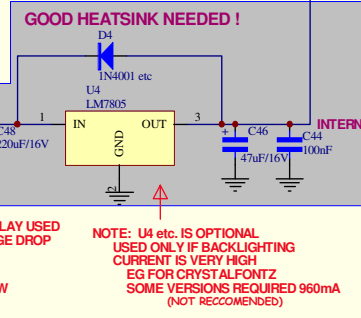 GOOD HEATSINK NEEDED !
D4
1N4001 etc
U4
LM7805
1
IN
OUT
3
GND
2
C48
220uF/16V
+
C46
47uF/16V
C44
100nF
INTERN
LAY USED
GE DROP
W
NOTE: U4 etc. IS OPTIONAL
USED ONLY IF BACKLIGHTING
CURRENT IS VERY HIGH
EG FOR CRYSTALFONTZ
SOME VERSIONS REQUIRED 960mA
(NOT RECCOMENDED)